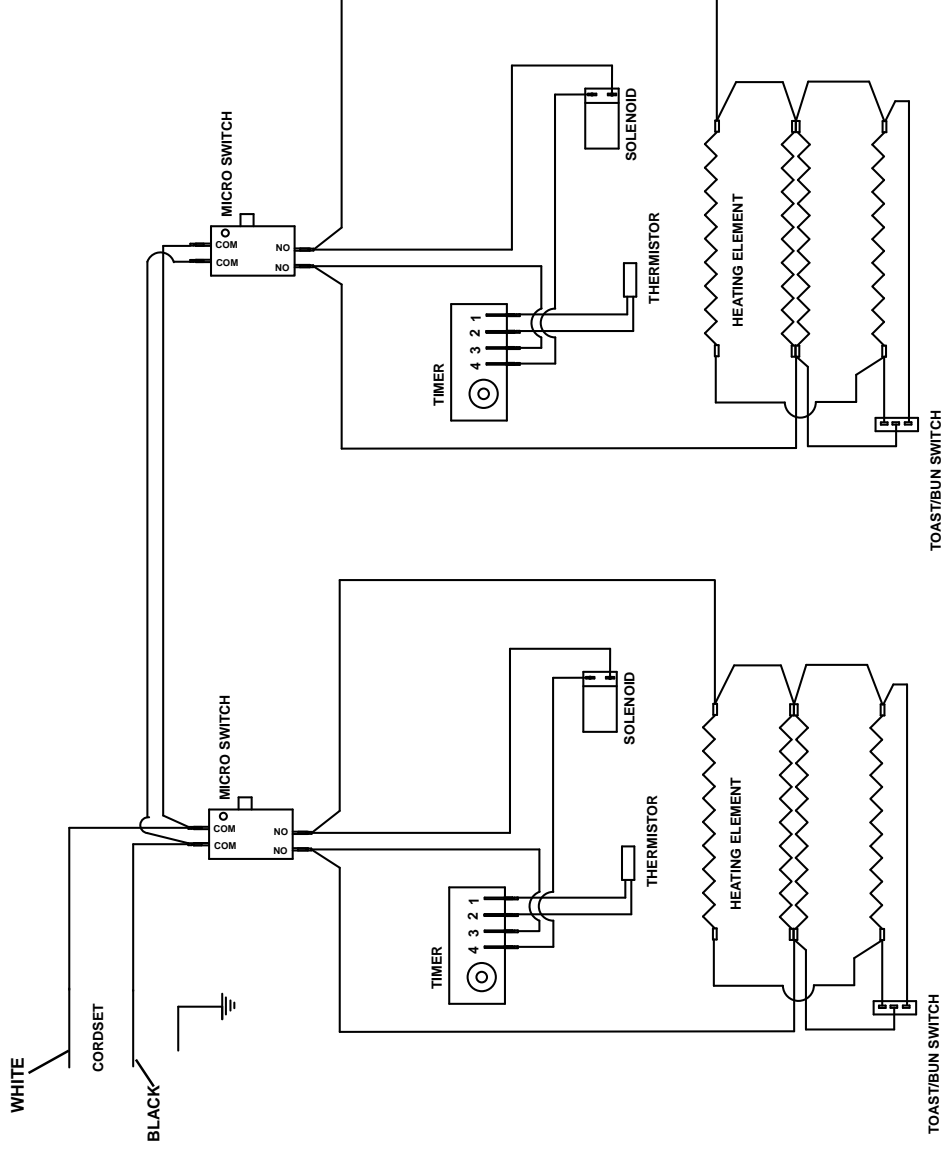 WHITE
CORDSET
BLACK
MICRO SWITCH
COM
COM
NO
NO
TIMER
4 3 2 1
THERMISTOR
SOLENOID
HEATING ELEMENT
TOAST/BUN SWITCH
MICRO SWITCH
COM
COM
NO
NO
TIMER
4 3 2 1
THERMISTOR
SOLENOID
HEATING ELEMENT
TOAST/BUN SWITCH